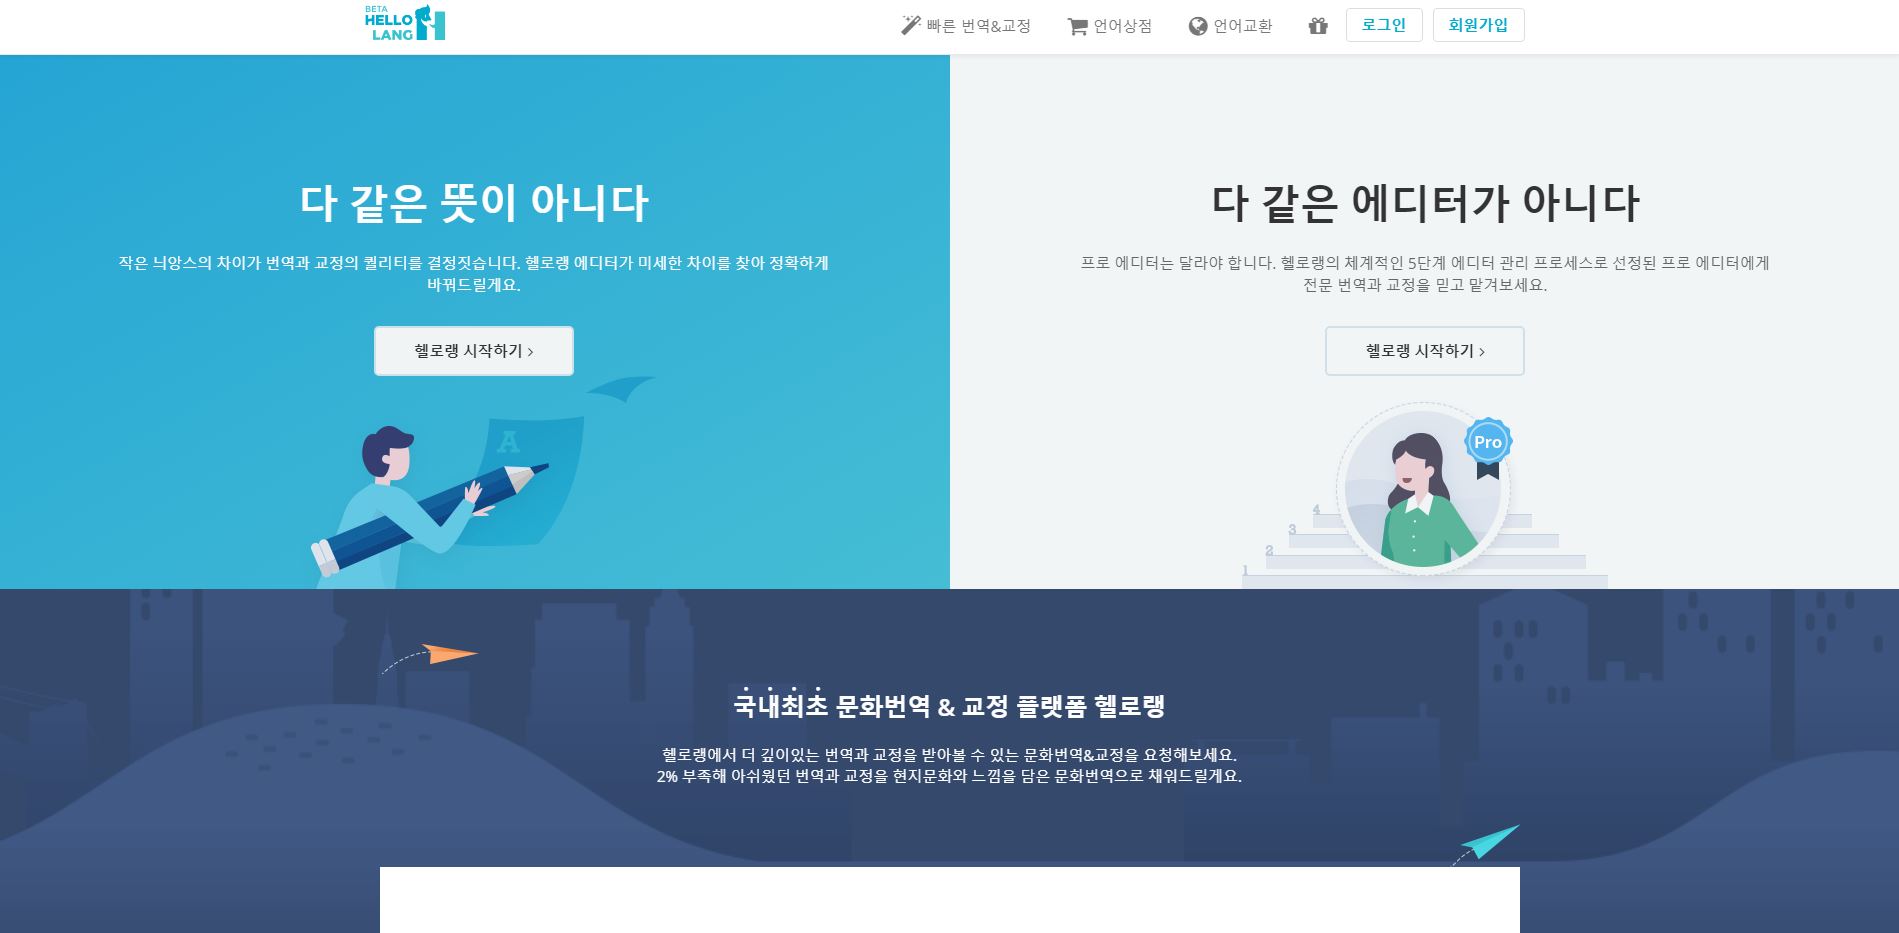 BETA
HELLO
LANG
H
빠른 번역&교정
언어상점
언어교환
로그인
회원가입
다 같은 뜻이 아니다
작은 늬앙스의 차이가 번역과 교정의 퀄리티를 결정짓습니다. 헬로랭 에디터가 미세한 차이를 찾아 정확하게
바꿔드릴게요.
헬로랭 시작하기 >
A
다 같은 에디터가 아니다
프로 에디터는 달라야 합니다. 헬로랭의 체계적인 5단계 에디터 관리 프로세스로 선정된 프로 에디터에게
전문 번역과 교정을 믿고 맡겨보세요.
헬로랭 시작하기 >
Pro
4
3
2
1
국내최초 문화번역 & 교정 플랫폼 헬로랭
헬로랭에서 더 깊이있는 번역과 교정을 받아볼 수 있는 문화번역&교정을 요청해보세요.
2% 부족해 아쉬웠던 번역과 교정을 현지문화와 느낌을 담은 문화번역으로 채워드릴게요.